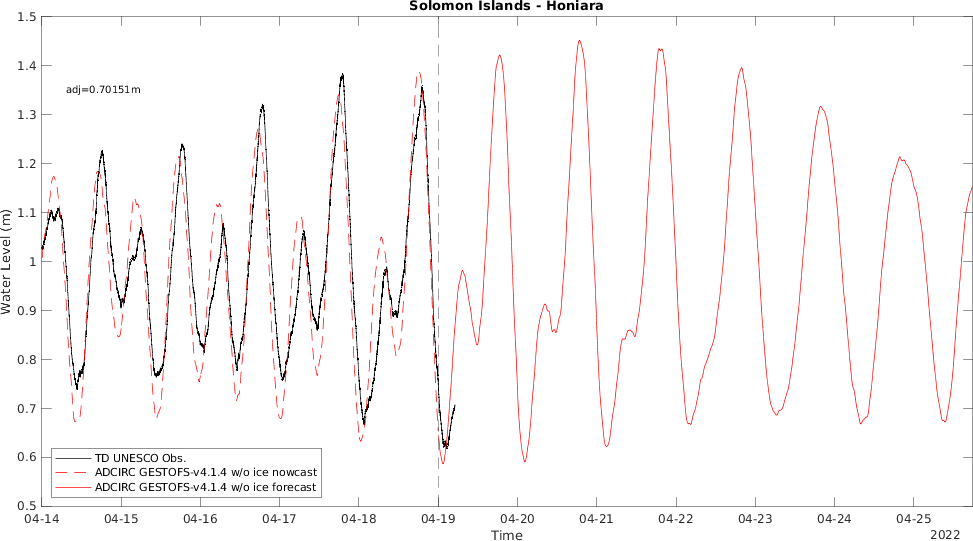 Solomon Islands - Honiara
1.5
1.4
1.3
1.2
1.1
1
0.9
0.8
0.7
0.6
0.5
Water Level (m)
adj=0.70151m
TD UNESCO Obs.
ADCIRC GESTOFS-v4.1.4 w/o ice nowcast
ADCIRC GESTOFS-v4.1.4 w/o ice forecast
04-14 04-15 04-16 04-17 04-18 04-19 04-20 04-21 04-22 04-23 04-24 04-25
Time
2022